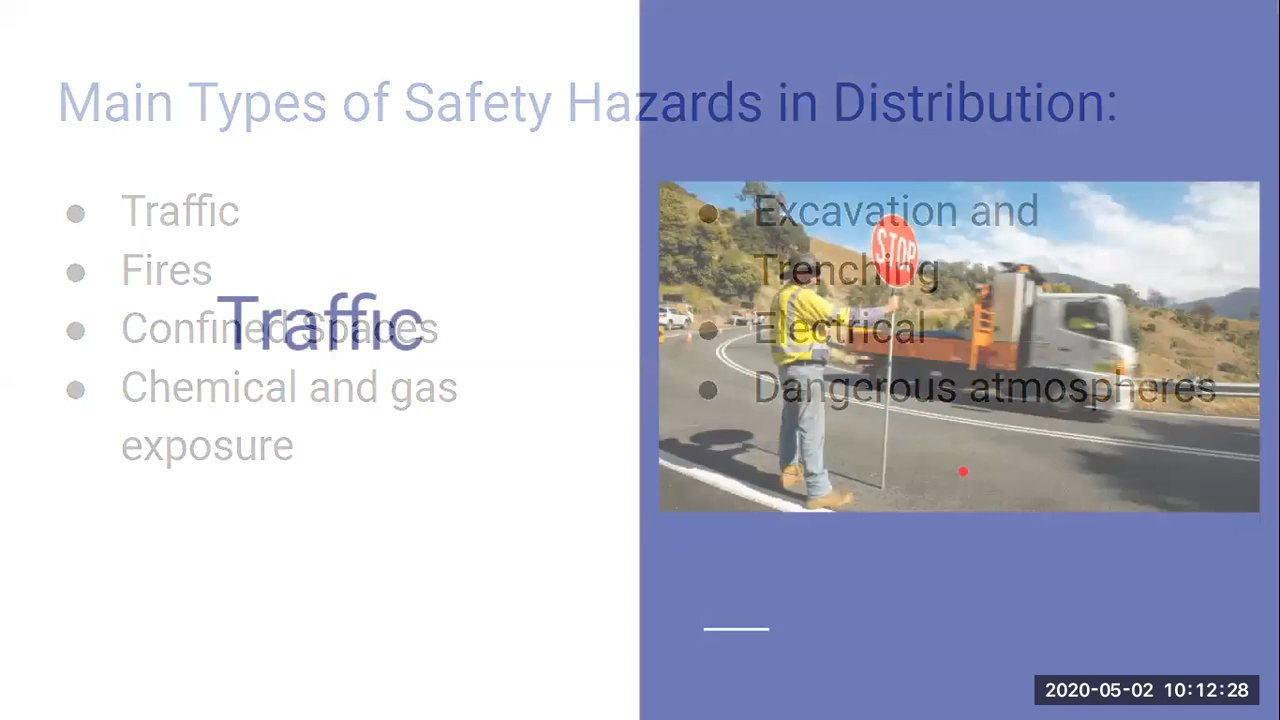 Main Types of Safety Hazards in Distribution:
● Traffic
● Fires
● Confined spaces
● Chemical and gas
exposure
● Excavation and
Trenching
● Electrical
● Dangerous atmospheres
Traffic
STOP
2020-05-02 10:12:28